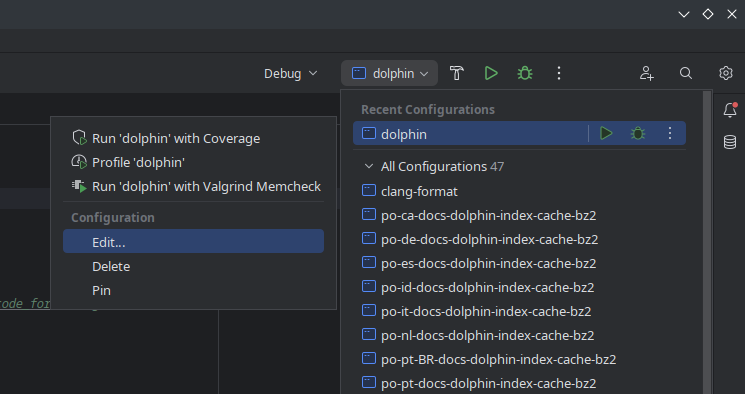 Debug
dolphin
Recent Configurations
dolphin
All Configurations 47
clang-format
po-ca-docs-dolphin-index-cache-bz2
po-de-docs-dolphin-index-cache-bz2
po-es-docs-dolphin-index-cache-bz2
po-id-docs-dolphin-index-cache-bz2
po-it-docs-dolphin-index-cache-bz2
po-nl-docs-dolphin-index-cache-bz2
po-pt-BR-docs-dolphin-index-cache-bz2
po-pt-docs-dolphin-index-cache-bz2
Run 'dolphin' with Coverage
Profile 'dolphin'
Run 'dolphin' with Valgrind Memcheck
Configuration
Edit...
Delete
Pin
code for